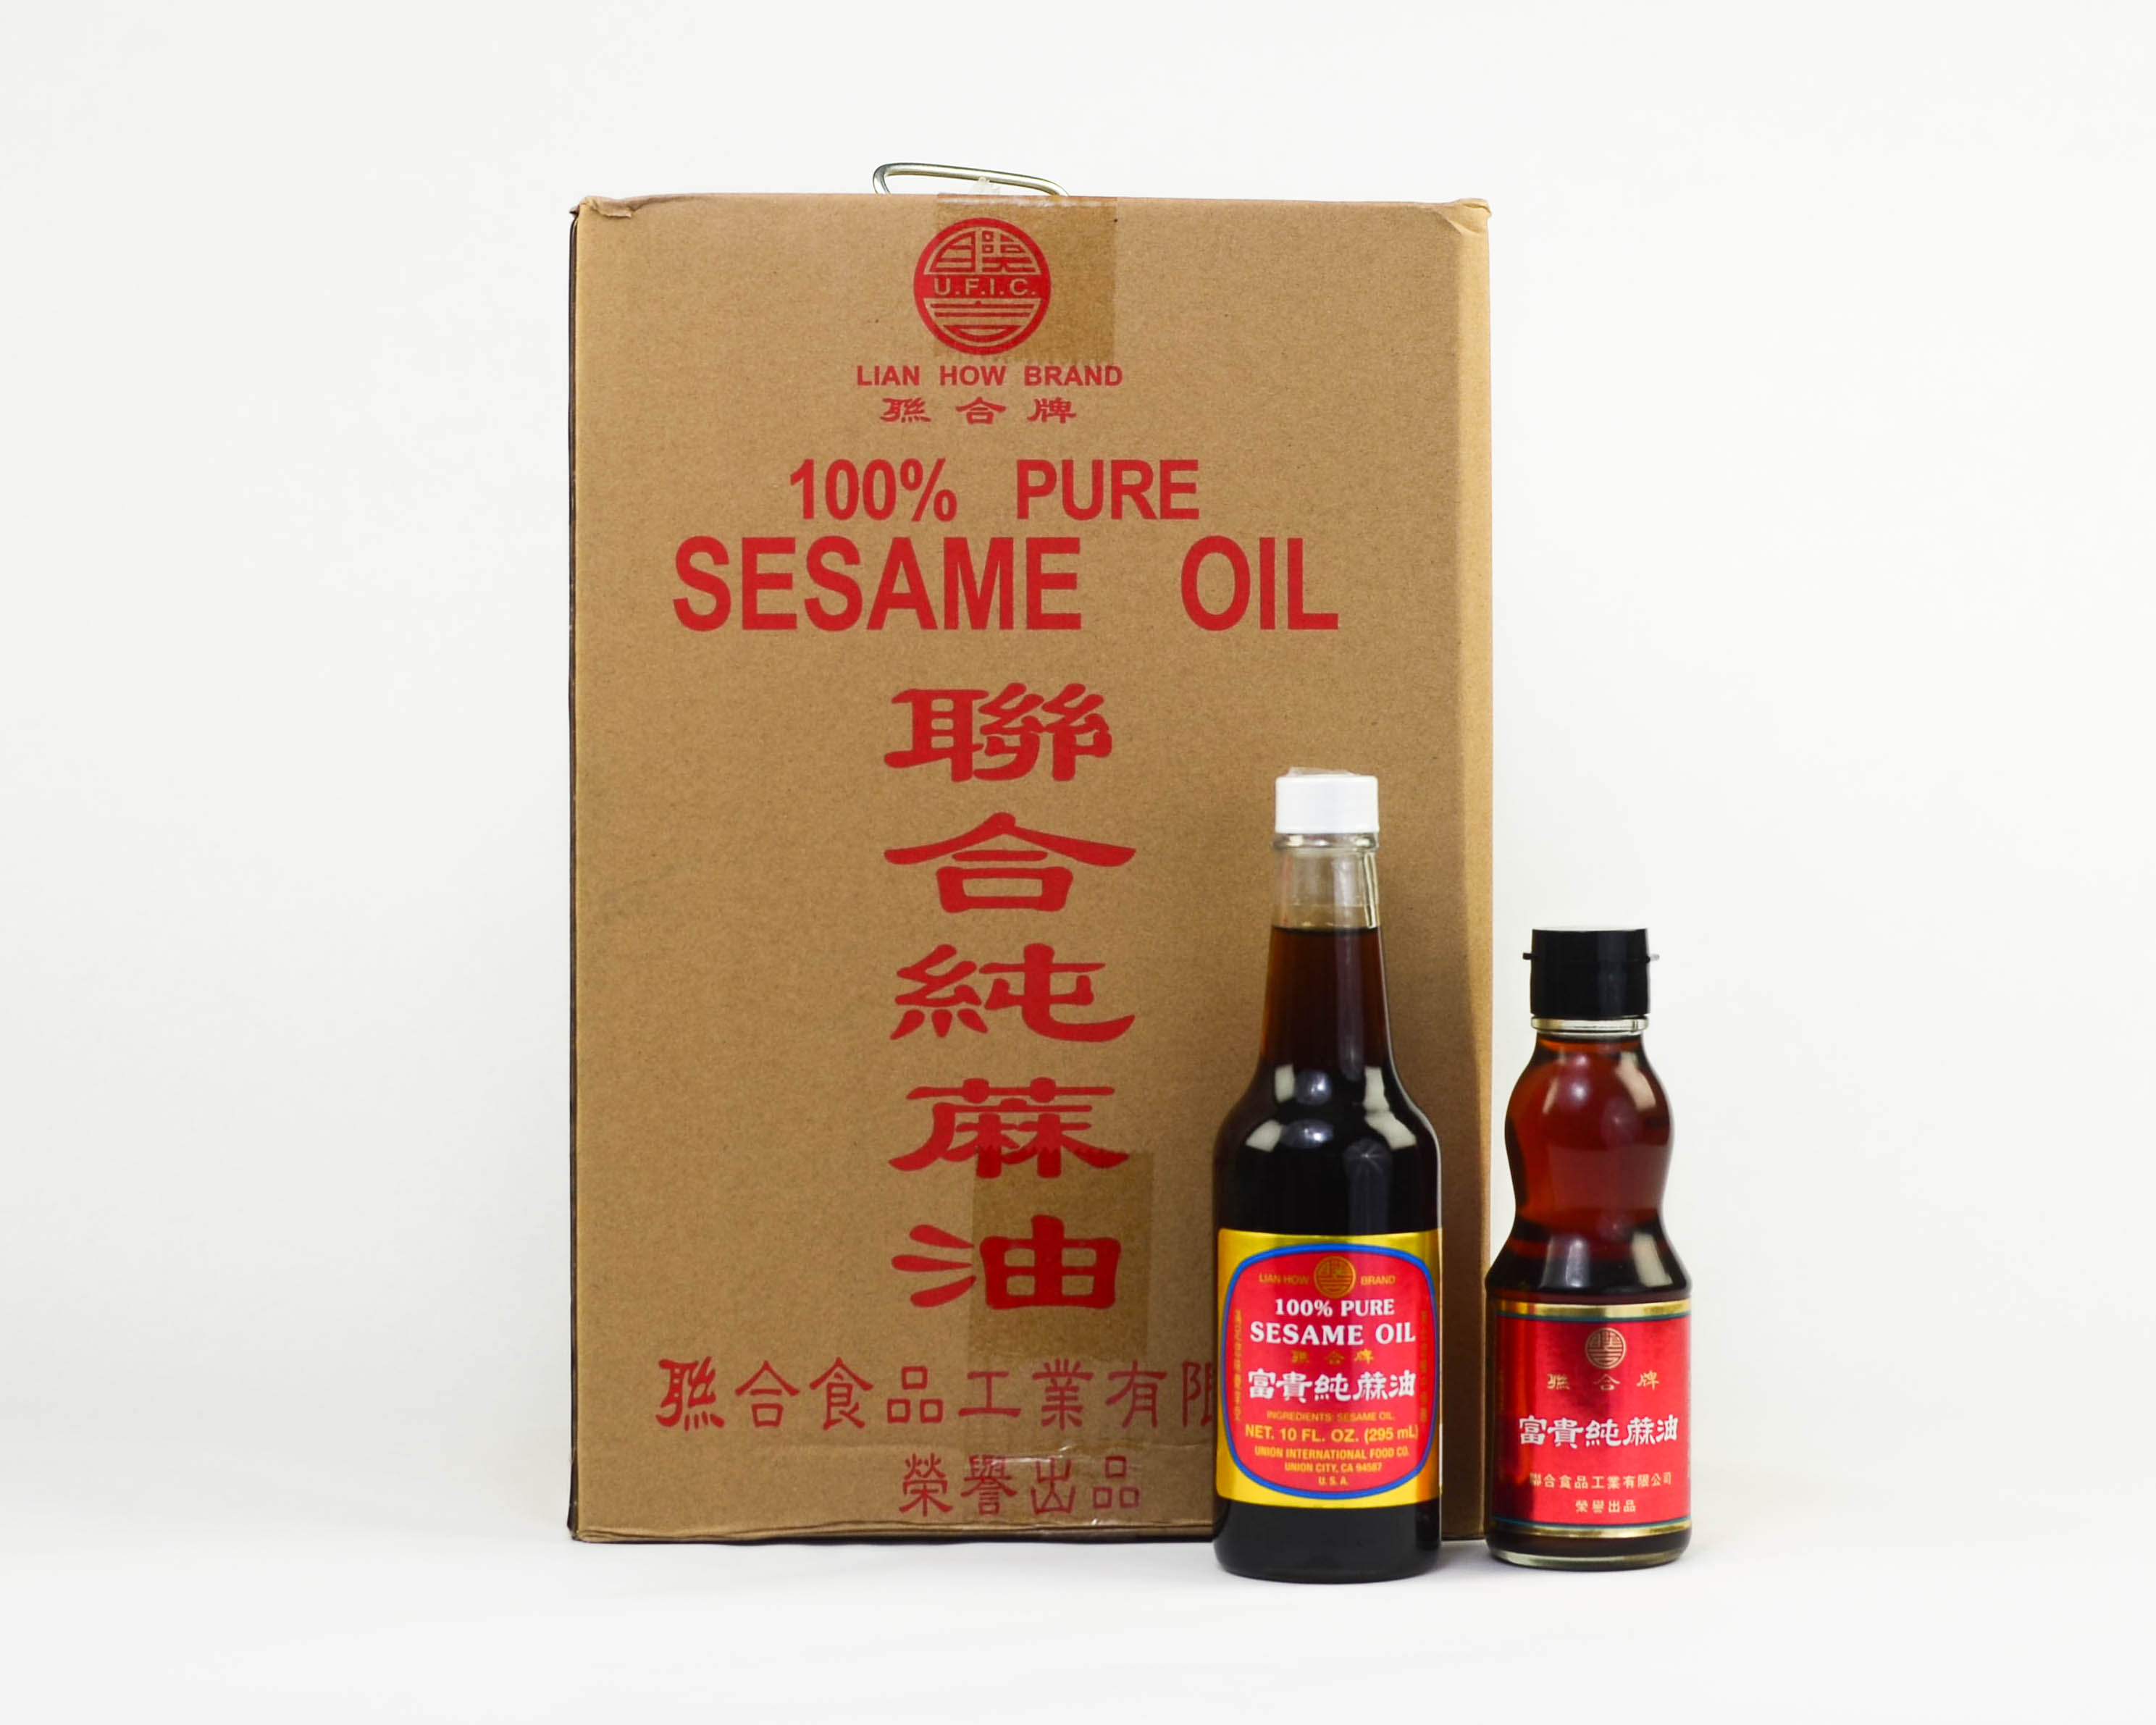 U.F.I.C.
LIAN HOW BRAND
聯合牌
100% PURE
SESAME OIL
聯
合
純
蔴
油
聯合食品工業有限
榮譽出品
LIAN HOW BRAND
100% PURE
SESAME OIL
聯合牌
富貴純蔴油
INGREDIENTS: SESAME OIL.
NET. 10 FL. OZ. (295 mL)
UNION INTERNATIONAL FOOD CO.
UNION CITY, CA 94587
U.S.A.
聯合牌
富貴純蔴油
聯合食品工業有限公司
榮譽出品